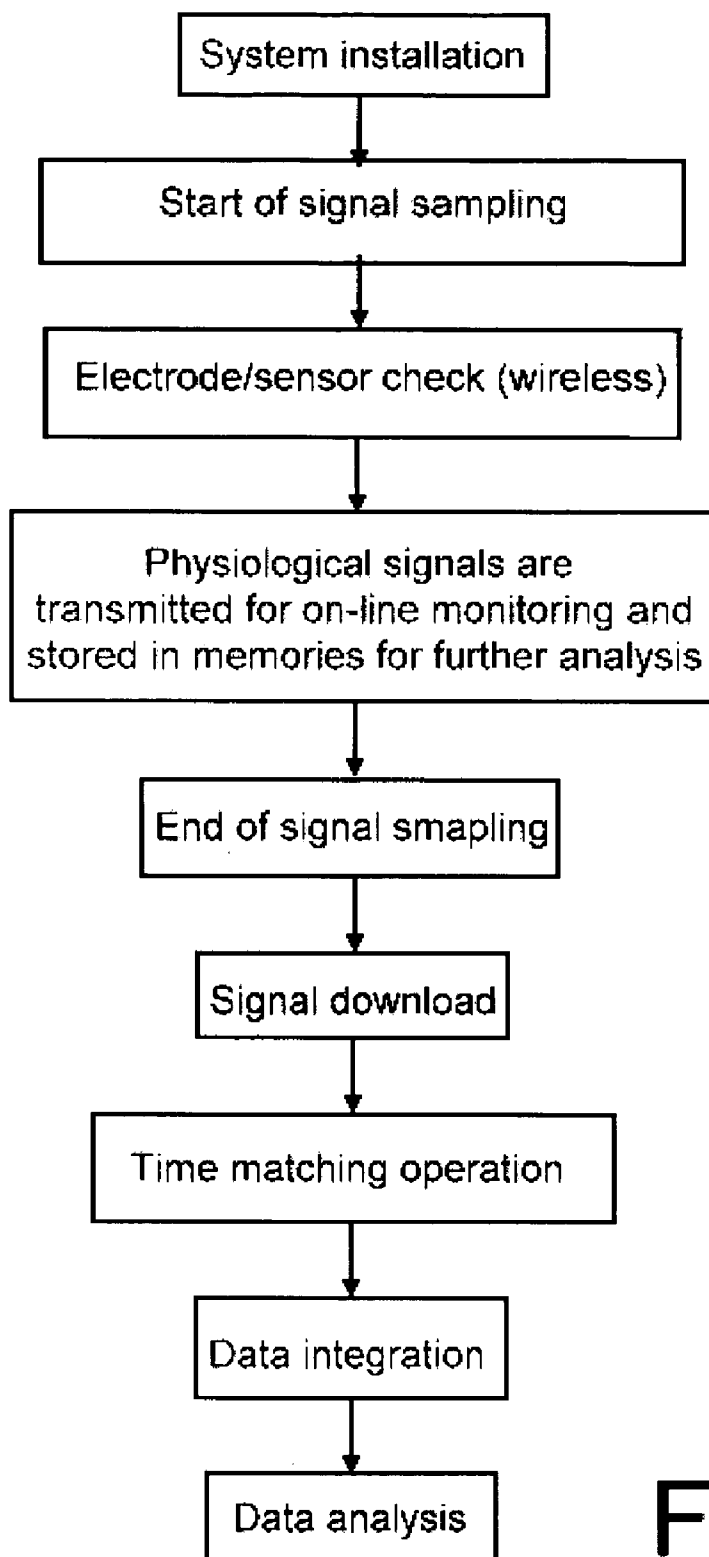 System installation
Start of signal sampling
Electrode/sensor check (wireless)
Physiological signals are
transmitted for on-line monitoring and
stored in memories for further analysis
End of signal smapling
Signal download
Time matching operation
Data integration
Data analysis
F